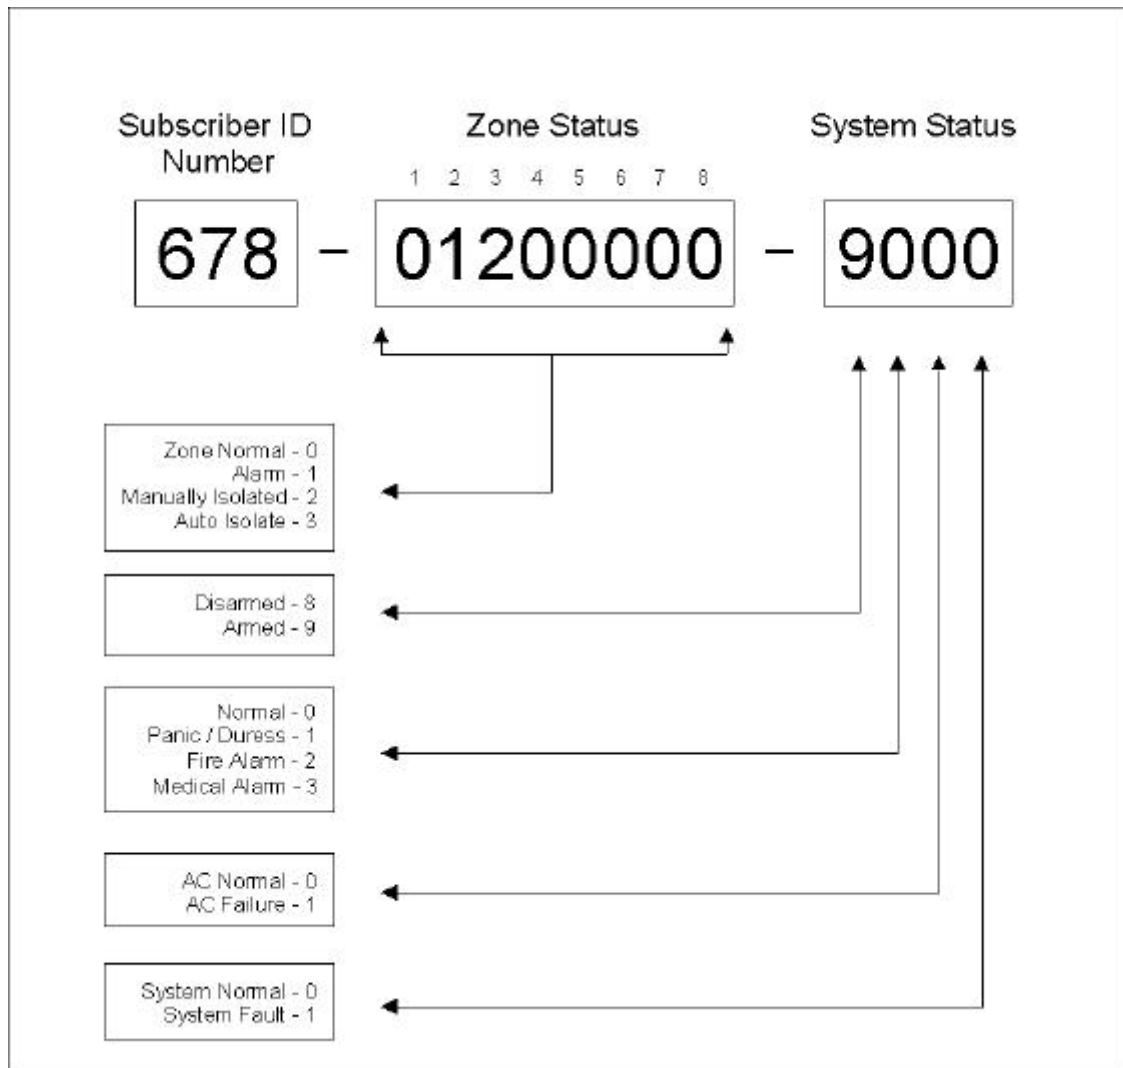 Subscriber ID
Number
Zone Status
System Status
1 2 3 4 5 6 7 8
678 - 01200000 - 9000
Zone Normal - 0
Alarm - 1
Manually Isolated - 2
Auto Isolate - 3
Disarmed - 8
Armed - 9
Normal - 0
Panic / Duress - 1
Fire Alarm - 2
Medical Alarm - 3
AC Normal - 0
AC Failure - 1
System Normal - 0
System Fault - 1